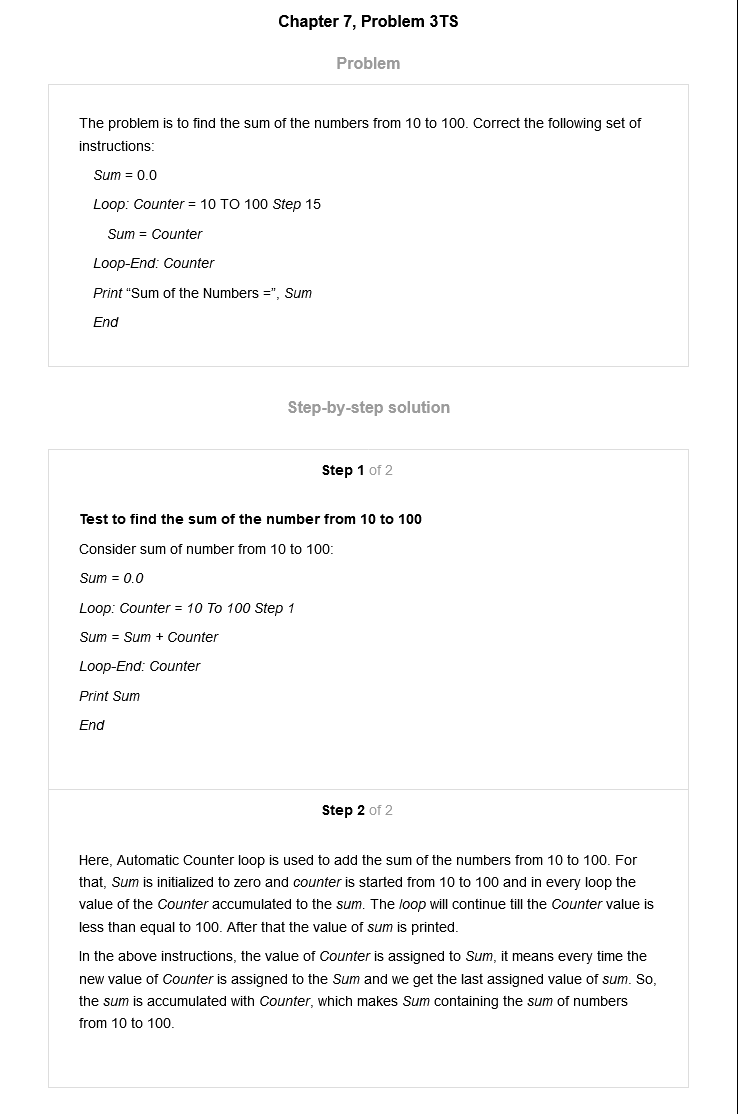 Chapter 7, Problem 3TS
Problem
The problem is to find the sum of the numbers from 10 to 100. Correct the following set of
instructions:
Sum = 0.0
Loop: Counter = 10 TO 100 Step 15
Sum = Counter
Loop-End: Counter
Print “Sum of the Numbers =”, Sum
End
Step-by-step solution
Step 1 of 2
Test to find the sum of the number from 10 to 100
Consider sum of number from 10 to 100:
Sum = 0.0
Loop: Counter = 10 To 100 Step 1
Sum = Sum + Counter
Loop-End: Counter
Print Sum
End
Step 2 of 2
Here, Automatic Counter loop is used to add the sum of the numbers from 10 to 100. For
that, Sum is initialized to zero and counter is started from 10 to 100 and in every loop the
value of the Counter accumulated to the sum. The loop will continue till the Counter value is
less than equal to 100. After that the value of sum is printed.
In the above instructions, the value of Counter is assigned to Sum, it means every time the
new value of Counter is assigned to the Sum and we get the last assigned value of sum. So,
the sum is accumulated with Counter, which makes Sum containing the sum of numbers
from 10 to 100.